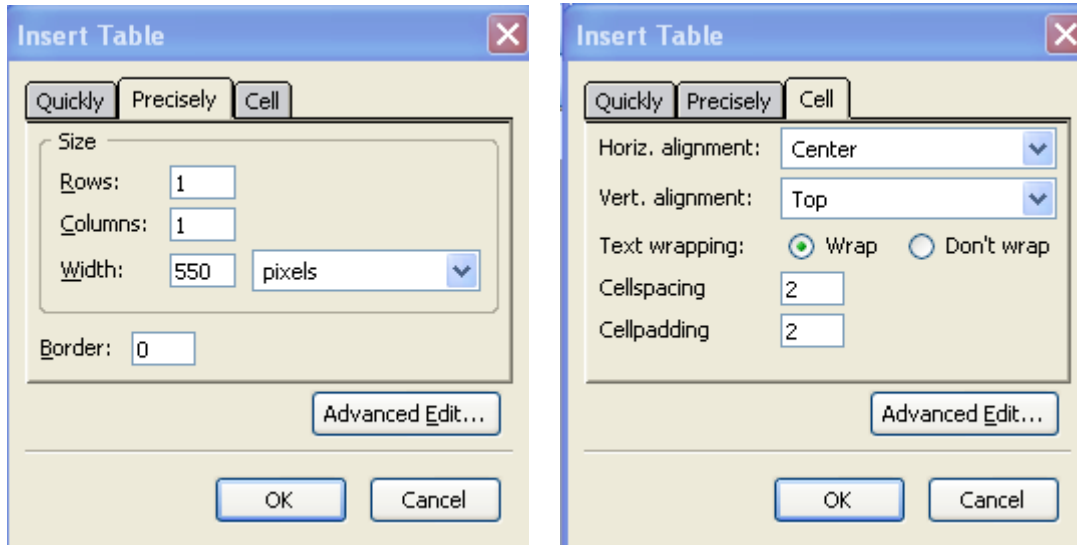 Insert Table
Quickly Precisely Cell
Size
Rows: 1
Columns: 1
Width: 550 pixels
Border: 0
Advanced Edit...
OK Cancel
Insert Table
Quickly Precisely Cell
Horiz. alignment: Center
Vert. alignment: Top
Text wrapping: Wrap Don't wrap
Cellspacing 2
Cellpadding 2
Advanced Edit...
OK Cancel